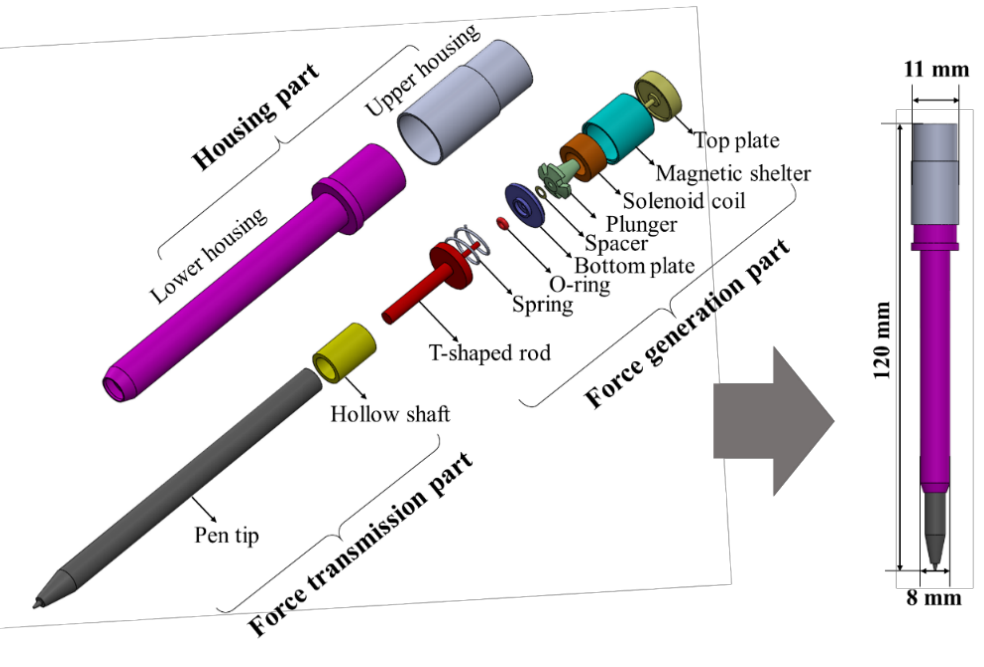 Housing part
Upper housing
Lower housing
Top plate
Magnetic shelter
Solenoid coil
Plunger
Spacer
Bottom plate
O-ring
Spring
T-shaped rod
Hollow shaft
Pen tip
Force generation part
Force transmission part
11 mm
120 mm
8 mm